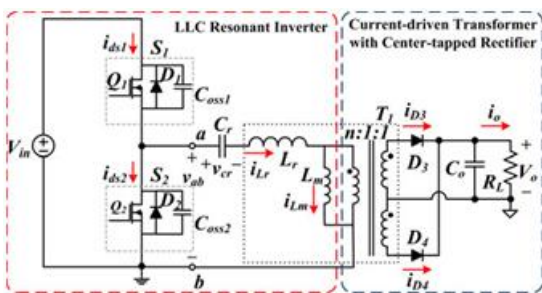 LLC Resonant Inverter
Current-driven Transformer
with Center-tapped Rectifier
i_ds1
S_1
Q_1
D_1
C_oss1
V_in
i_ds2
S_2
Q_2
D_2
C_oss2
a
+
v_ab
−
b
C_r
+ v_cr −
i_Lr
L_r
L_m
i_Lm
T_1
n:1:1
i_D3
D_3
i_o
C_o
R_L
+
V_o
−
D_4
i_D4